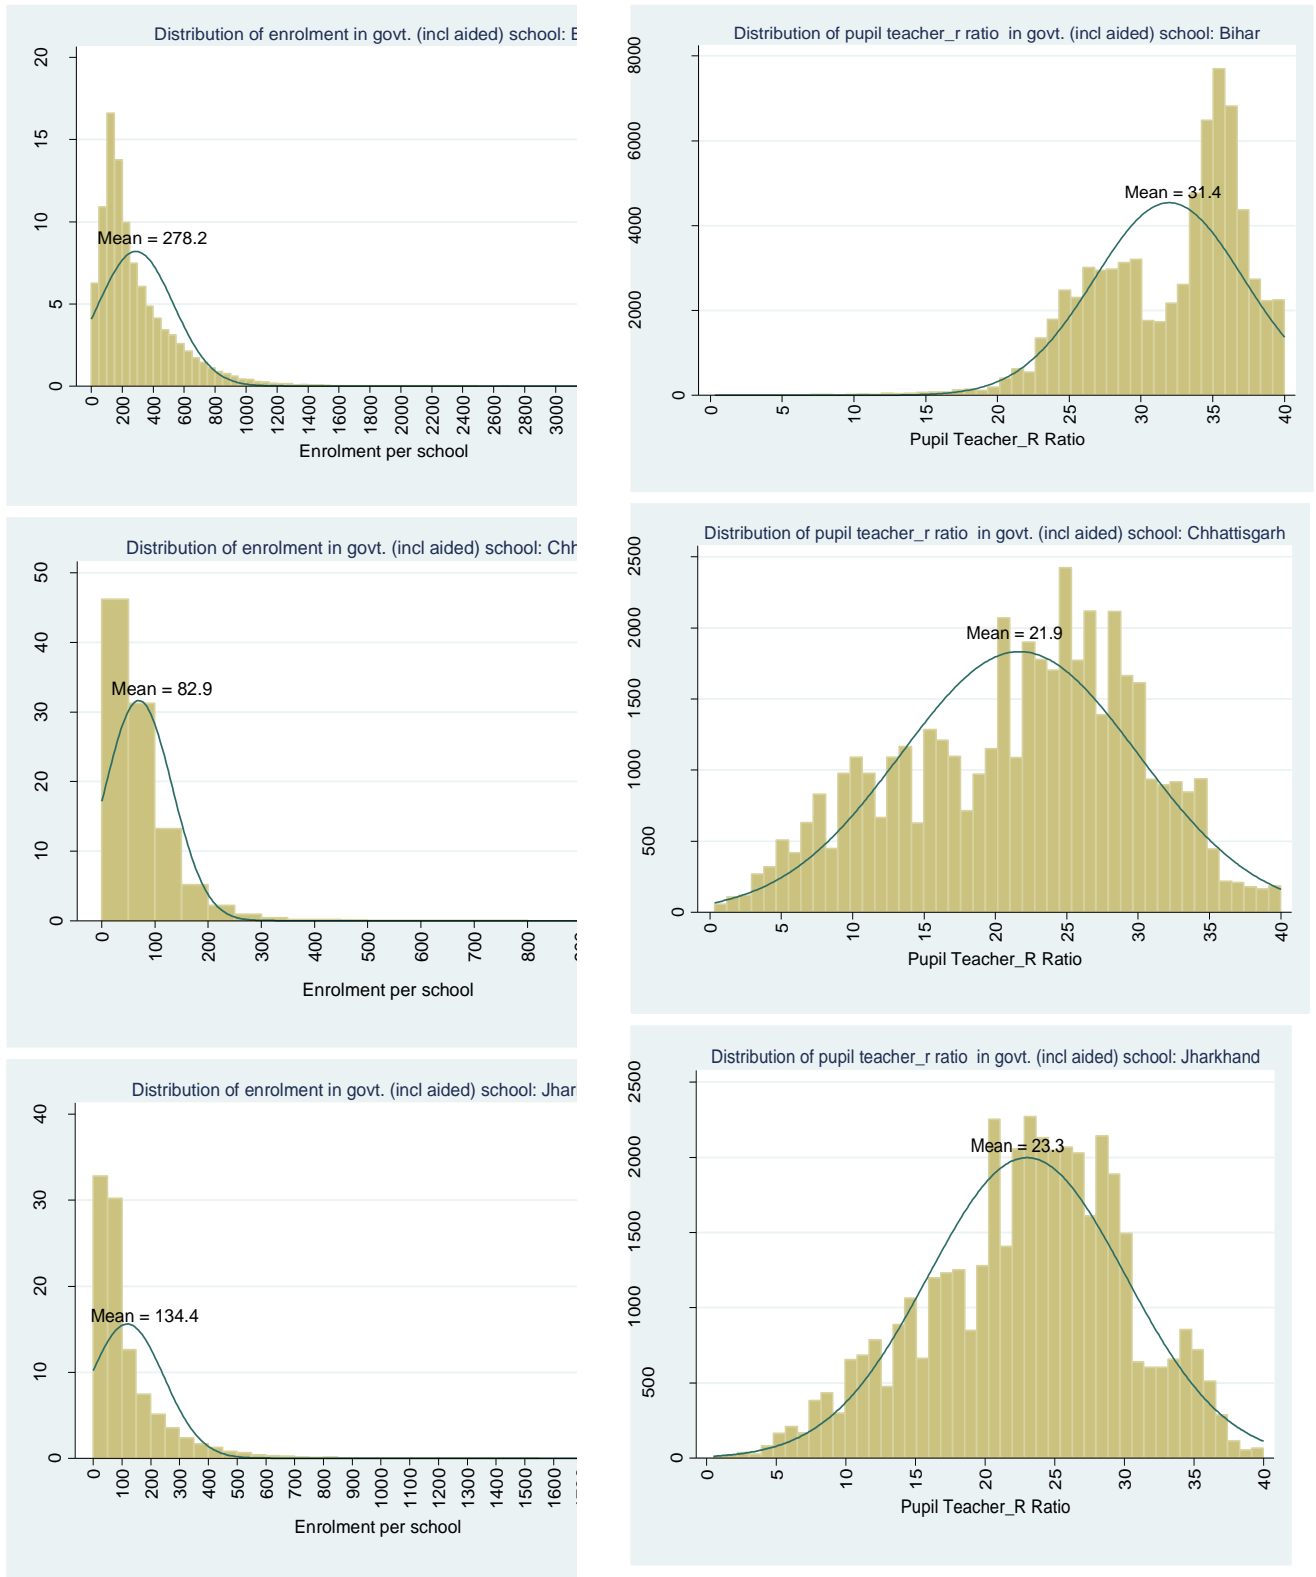 Distribution of enrolment in govt. (incl aided) school: E
20
15
10
5
0
Mean = 278.2
0 200 400 600 800 1000 1200 1400 1600 1800 2000 2200 2400 2600 2800 3000
Enrolment per school
Distribution of pupil teacher_r ratio in govt. (incl aided) school: Bihar
8000
6000
4000
2000
0
Mean = 31.4
0 5 10 15 20 25 30 35 40
Pupil Teacher_R Ratio
Distribution of enrolment in govt. (incl aided) school: Chh
50
40
30
20
10
0
Mean = 82.9
0 100 200 300 400 500 600 700 800
Enrolment per school
Distribution of pupil teacher_r ratio in govt. (incl aided) school: Chhattisgarh
2500
2000
1500
1000
500
0
Mean = 21.9
0 5 10 15 20 25 30 35 40
Pupil Teacher_R Ratio
Distribution of enrolment in govt. (incl aided) school: Jhar
40
30
20
10
0
Mean = 134.4
0 100 200 300 400 500 600 700 800 900 1000 1100 1200 1300 1400 1500 1600
Enrolment per school
Distribution of pupil teacher_r ratio in govt. (incl aided) school: Jharkhand
2500
2000
1500
1000
500
0
Mean = 23.3
0 5 10 15 20 25 30 35 40
Pupil Teacher_R Ratio